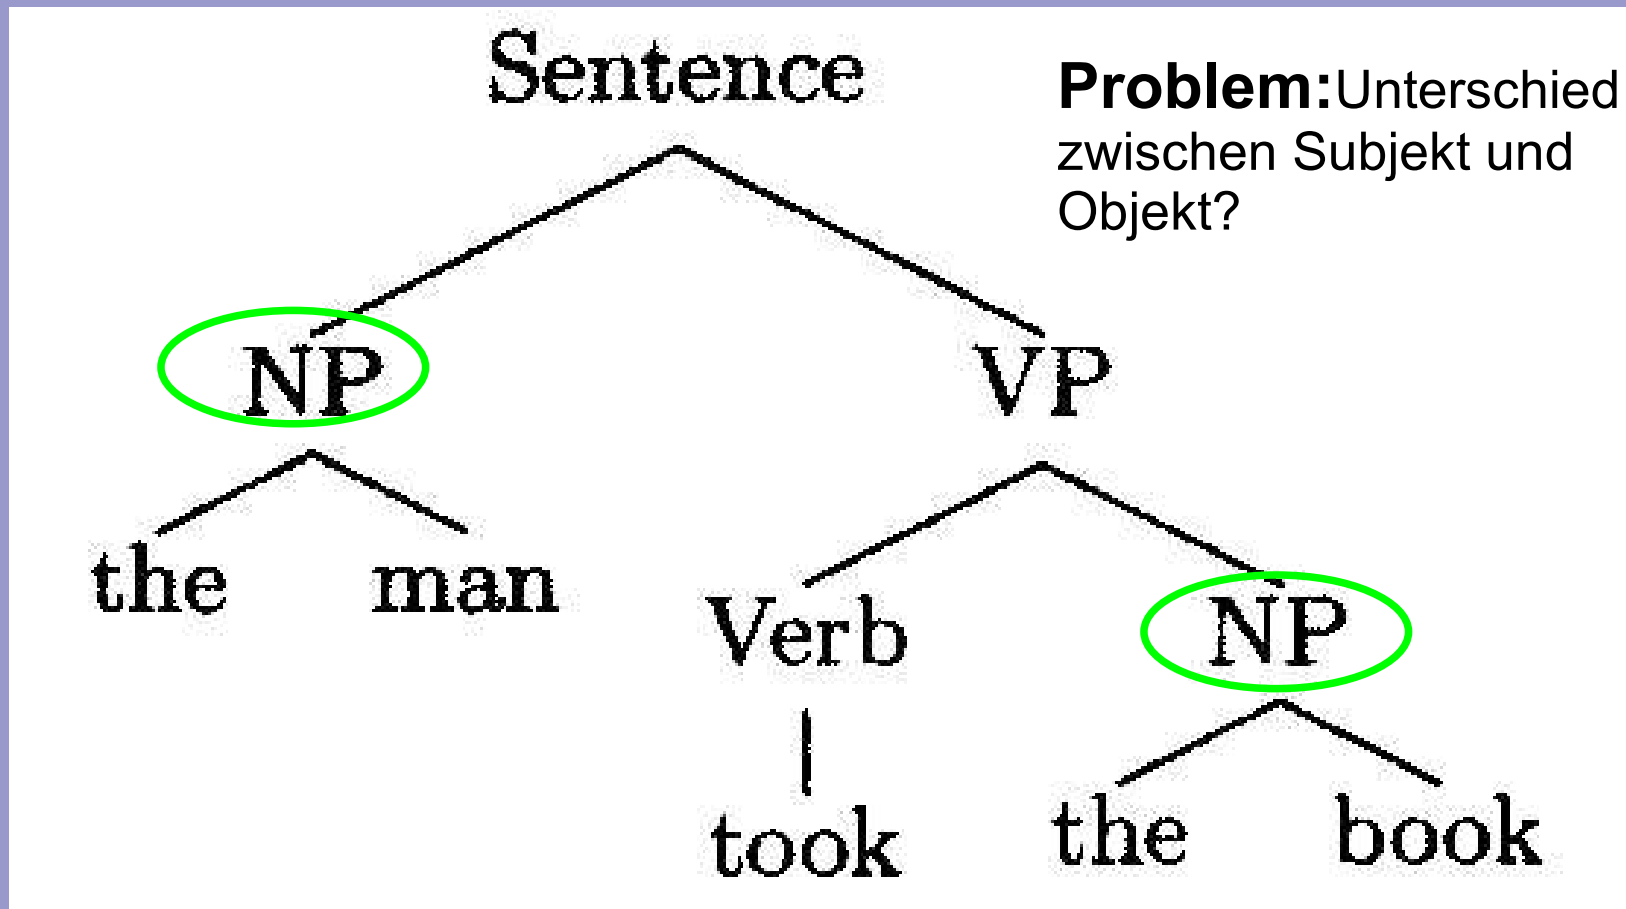 Sentence
Problem:Unterschied
zwischen Subjekt und
Objekt?
NP VP
the man
Verb NP
took the book